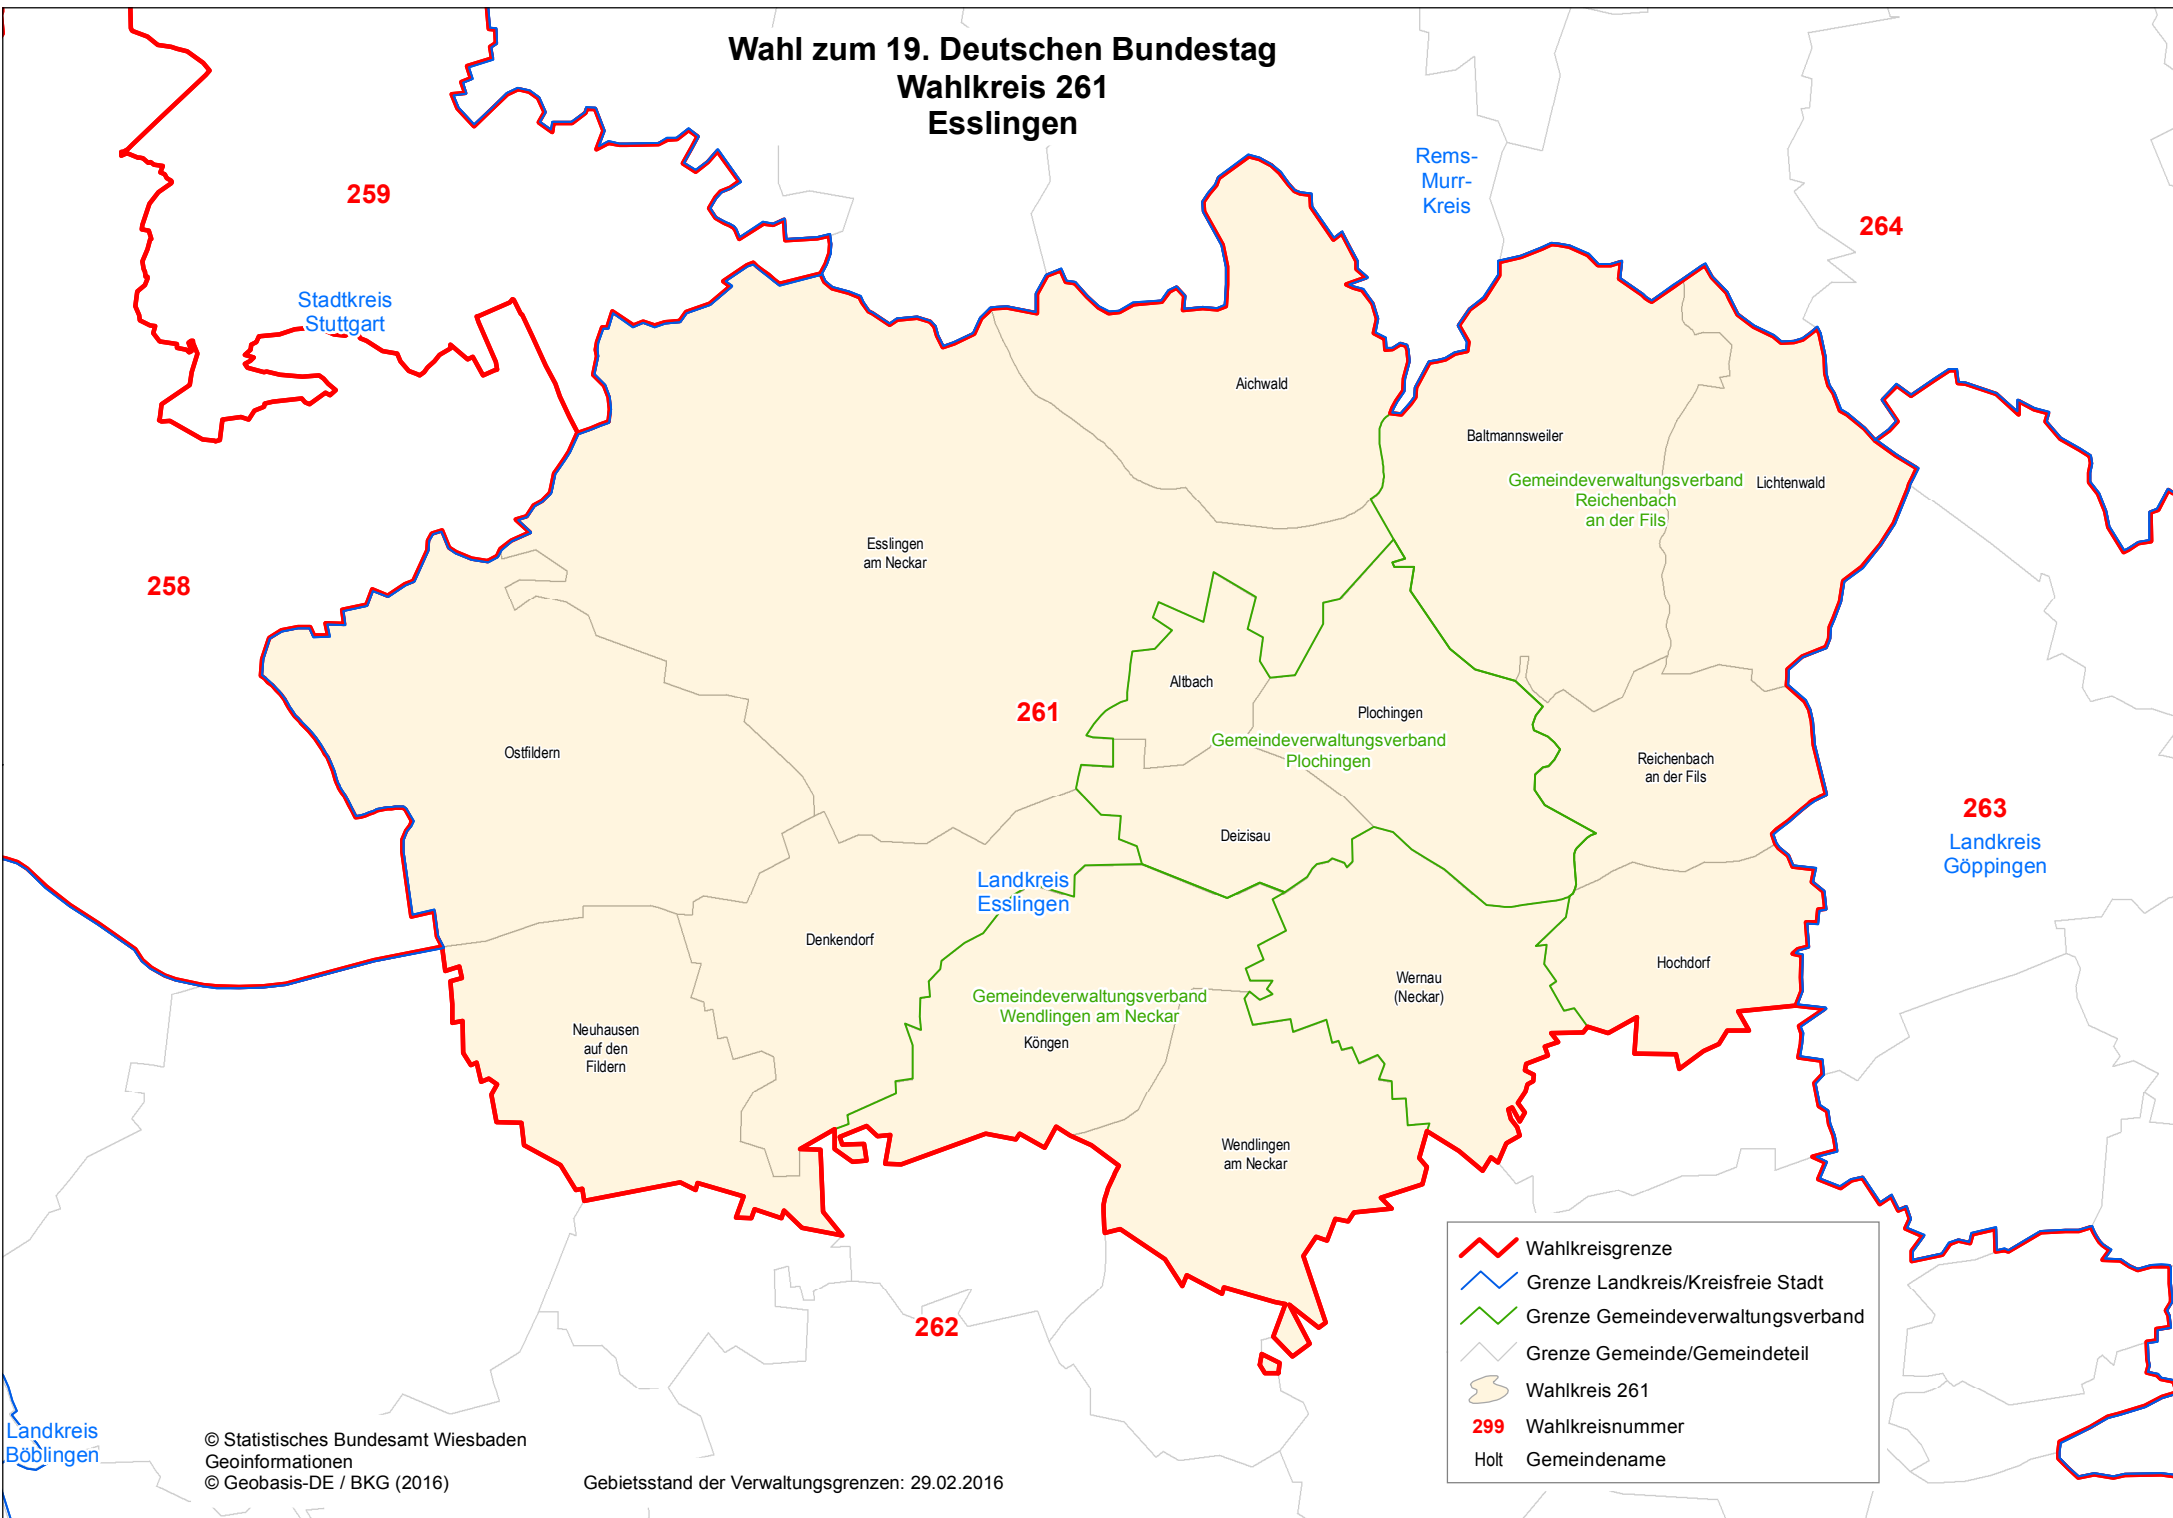 Wahl zum 19. Deutschen Bundestag
Wahlkreis 261
Esslingen
259
Rems-
Murr-
Kreis
264
Stadtkreis
Stuttgart
Aichwald
Baltmannsweiler
Gemeindeverwaltungsverband
Reichenbach
an der Fils
Lichtenwald
Esslingen
am Neckar
258
Altbach
261
Plochingen
Gemeindeverwaltungsverband
Plochingen
Ostfildern
Reichenbach
an der Fils
263
Landkreis
Göppingen
Deizisau
Landkreis
Esslingen
Denkendorf
Hochdorf
Wernau
(Neckar)
Gemeindeverwaltungsverband
Wendlingen am Neckar
Köngen
Neuhausen
auf den
Fildern
Wendlingen
am Neckar
262
Wahlkreisgrenze
Grenze Landkreis/Kreisfreie Stadt
Grenze Gemeindeverwaltungsverband
Grenze Gemeinde/Gemeindeteil
Wahlkreis 261
299 Wahlkreisnummer
Holt Gemeindename
Landkreis
Böblingen
© Statistisches Bundesamt Wiesbaden
Geoinformationen
© Geobasis-DE / BKG (2016)
Gebietsstand der Verwaltungsgrenzen: 29.02.2016